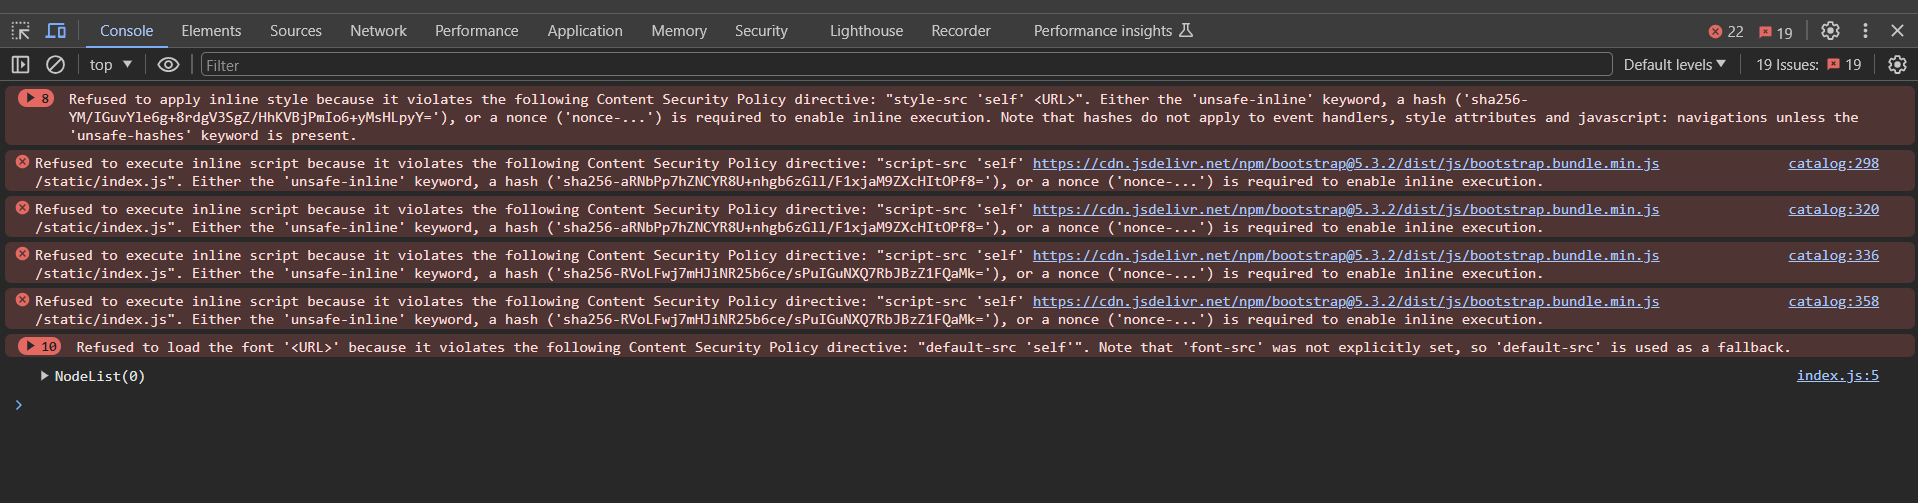 Console Elements Sources Network Performance Application Memory Security Lighthouse Recorder Performance insights 22 19
top Filter Default levels 19 Issues: 19
8 Refused to apply inline style because it violates the following Content Security Policy directive: "style-src 'self' <URL>". Either the 'unsafe-inline' keyword, a hash ('sha256-
YM/IGuvYle6g+8rdgV3SgZ/HhKVBjPmIo6+yMsHLpyY='), or a nonce ('nonce-...') is required to enable inline execution. Note that hashes do not apply to event handlers, style attributes and javascript: navigations unless the
'unsafe-hashes' keyword is present.
Refused to execute inline script because it violates the following Content Security Policy directive: "script-src 'self' https://cdn.jsdelivr.net/npm/bootstrap@5.3.2/dist/js/bootstrap.bundle.min.js catalog:298
/static/index.js". Either the 'unsafe-inline' keyword, a hash ('sha256-aRNbPp7hZNCYR8U+nhgb6zGll/F1xjaM9ZXcHItOPf8='), or a nonce ('nonce-...') is required to enable inline execution.
Refused to execute inline script because it violates the following Content Security Policy directive: "script-src 'self' https://cdn.jsdelivr.net/npm/bootstrap@5.3.2/dist/js/bootstrap.bundle.min.js catalog:320
/static/index.js". Either the 'unsafe-inline' keyword, a hash ('sha256-aRNbPp7hZNCYR8U+nhgb6zGll/F1xjaM9ZXcHItOPf8='), or a nonce ('nonce-...') is required to enable inline execution.
Refused to execute inline script because it violates the following Content Security Policy directive: "script-src 'self' https://cdn.jsdelivr.net/npm/bootstrap@5.3.2/dist/js/bootstrap.bundle.min.js catalog:336
/static/index.js". Either the 'unsafe-inline' keyword, a hash ('sha256-RVoLFwj7mHJiNR25b6ce/sPuIGuNXQ7RbJBzZ1FQaMk='), or a nonce ('nonce-...') is required to enable inline execution.
Refused to execute inline script because it violates the following Content Security Policy directive: "script-src 'self' https://cdn.jsdelivr.net/npm/bootstrap@5.3.2/dist/js/bootstrap.bundle.min.js catalog:358
/static/index.js". Either the 'unsafe-inline' keyword, a hash ('sha256-RVoLFwj7mHJiNR25b6ce/sPuIGuNXQ7RbJBzZ1FQaMk='), or a nonce ('nonce-...') is required to enable inline execution.
10 Refused to load the font '<URL>' because it violates the following Content Security Policy directive: "default-src 'self'". Note that 'font-src' was not explicitly set, so 'default-src' is used as a fallback.
NodeList(0) index.js:5